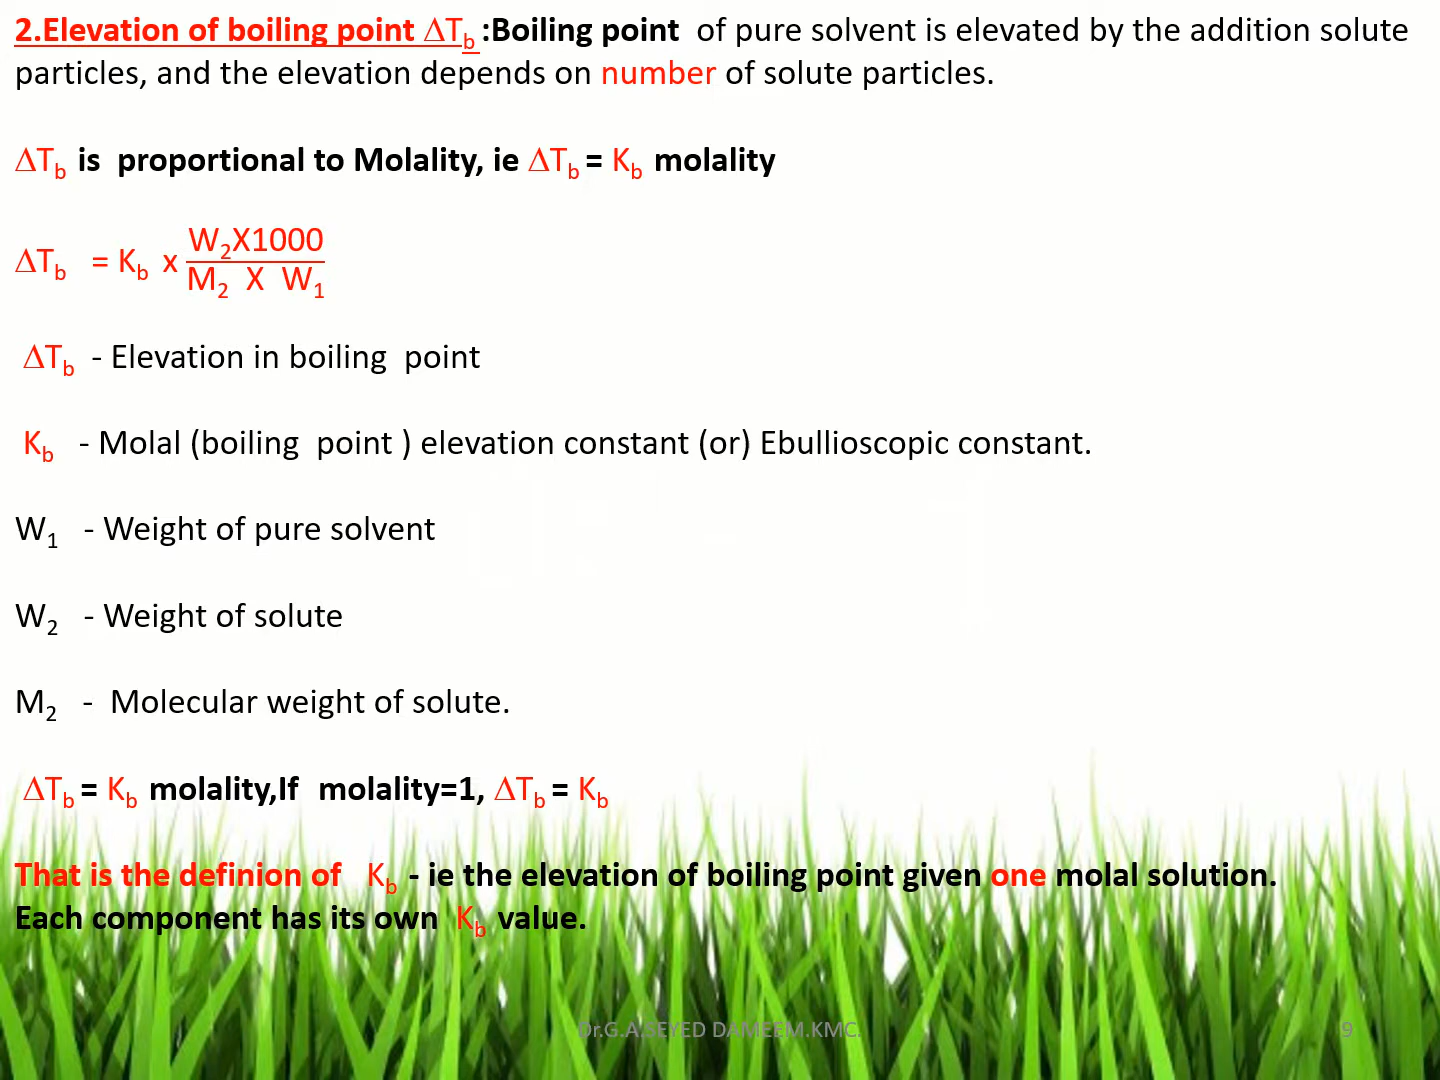 2.Elevation of boiling point ΔTb :Boiling point of pure solvent is elevated by the addition solute
particles, and the elevation depends on number of solute particles.
ΔTb is proportional to Molality, ie ΔTb = Kb molality
ΔTb = Kb x W2X1000 / M2 X W1
ΔTb - Elevation in boiling point
Kb - Molal (boiling point ) elevation constant (or) Ebullioscopic constant.
W1 - Weight of pure solvent
W2 - Weight of solute
M2 - Molecular weight of solute.
ΔTb = Kb molality,If molality=1, ΔTb = Kb
That is the definion of Kb - ie the elevation of boiling point given one molal solution.
Each component has its own Kb value.
Dr.G.A.SEYED DAMEEM.KMC. 9